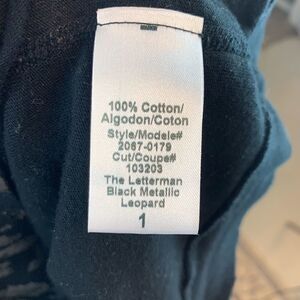 100% Cotton/
Algodon/Coton
Style/Modele#
2067-0179
Cut/Coupe#
103203
The Letterman
Black Metallic
Leopard
1